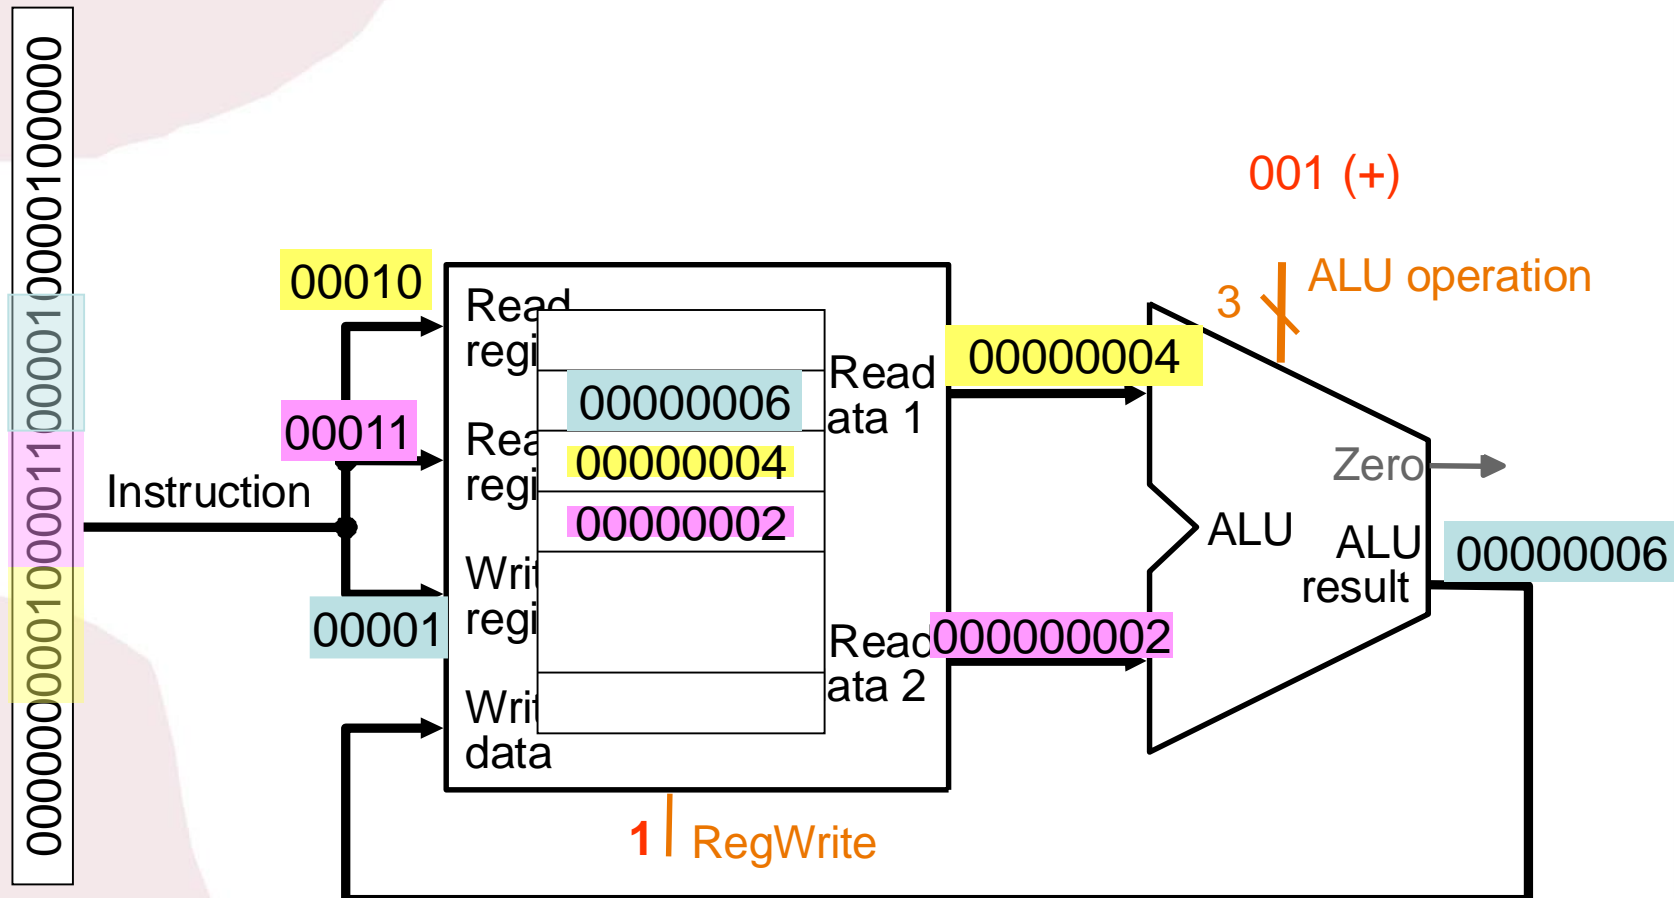 0000000001000011000010000100000
001 (+)
00010
ALU operation
3
Read
regi
00000004
Read
ata 1
00000006
00011
Rea
regi
00000004
Zero
Instruction
00000002
ALU
ALU
result
00000006
Writ
regi
00001
Read
ata 2
000000002
Writ
data
1
RegWrite